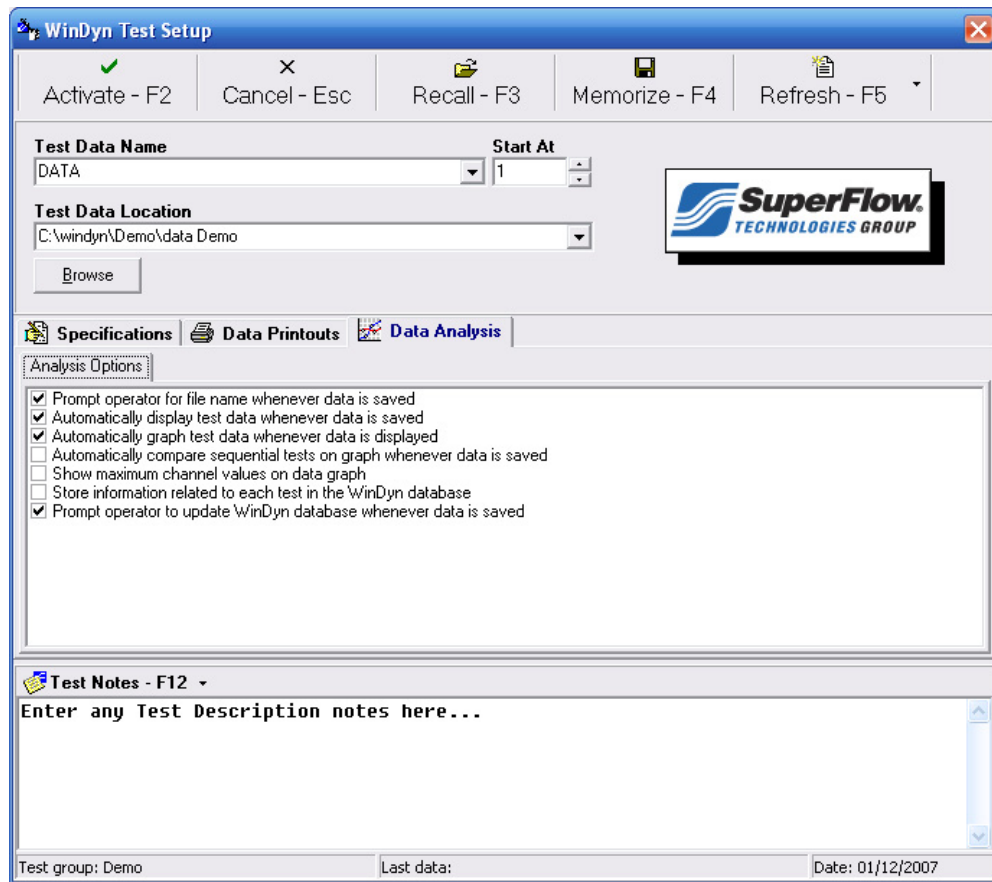 WinDyn Test Setup
Activate - F2
Cancel - Esc
Recall - F3
Memorize - F4
Refresh - F5
Test Data Name
Start At
DATA
1
Test Data Location
C:\windyn\Demo\data Demo
Browse
SuperFlow.
TECHNOLOGIES GROUP
Specifications
Data Printouts
Data Analysis
Analysis Options
Prompt operator for file name whenever data is saved
Automatically display test data whenever data is saved
Automatically graph test data whenever data is displayed
Automatically compare sequential tests on graph whenever data is saved
Show maximum channel values on data graph
Store information related to each test in the WinDyn database
Prompt operator to update WinDyn database whenever data is saved
Test Notes - F12
Enter any Test Description notes here...
Test group: Demo
Last data:
Date: 01/12/2007